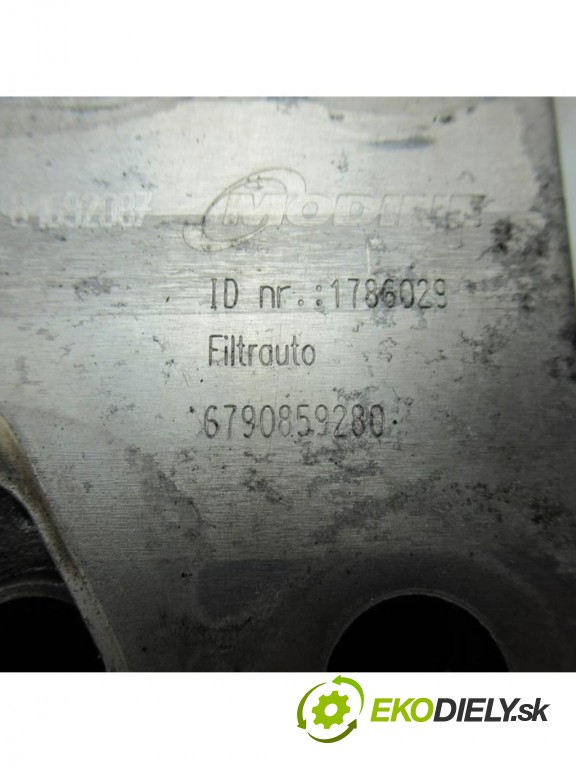 MODINE
ID nr.:1786029
Filtrauto
6790859280
EKODIELY.sk